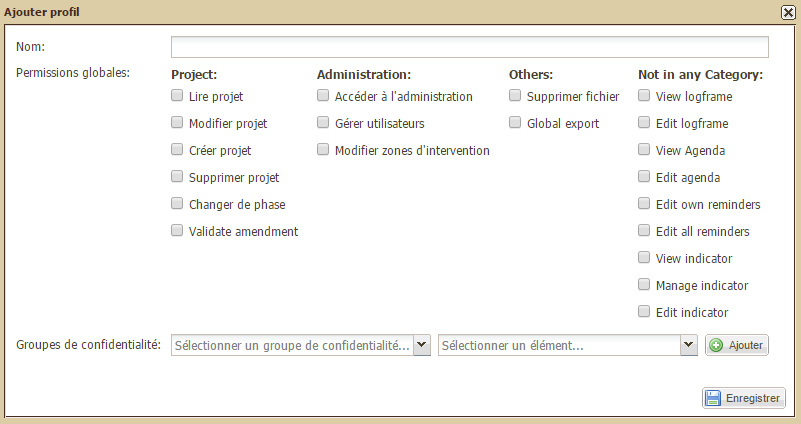 Ajouter profil
Nom:
Permissions globales:
Project: Administration: Others: Not in any Category:
Lire projet Accéder à l'administration Supprimer fichier View logframe
Modifier projet Gérer utilisateurs Global export Edit logframe
Créer projet Modifier zones d'intervention View Agenda
Supprimer projet Edit agenda
Changer de phase Edit own reminders
Validate amendment Edit all reminders
View indicator
Manage indicator
Edit indicator
Groupes de confidentialité: Sélectionner un groupe de confidentialité... Sélectionner un élément... Ajouter
Enregistrer